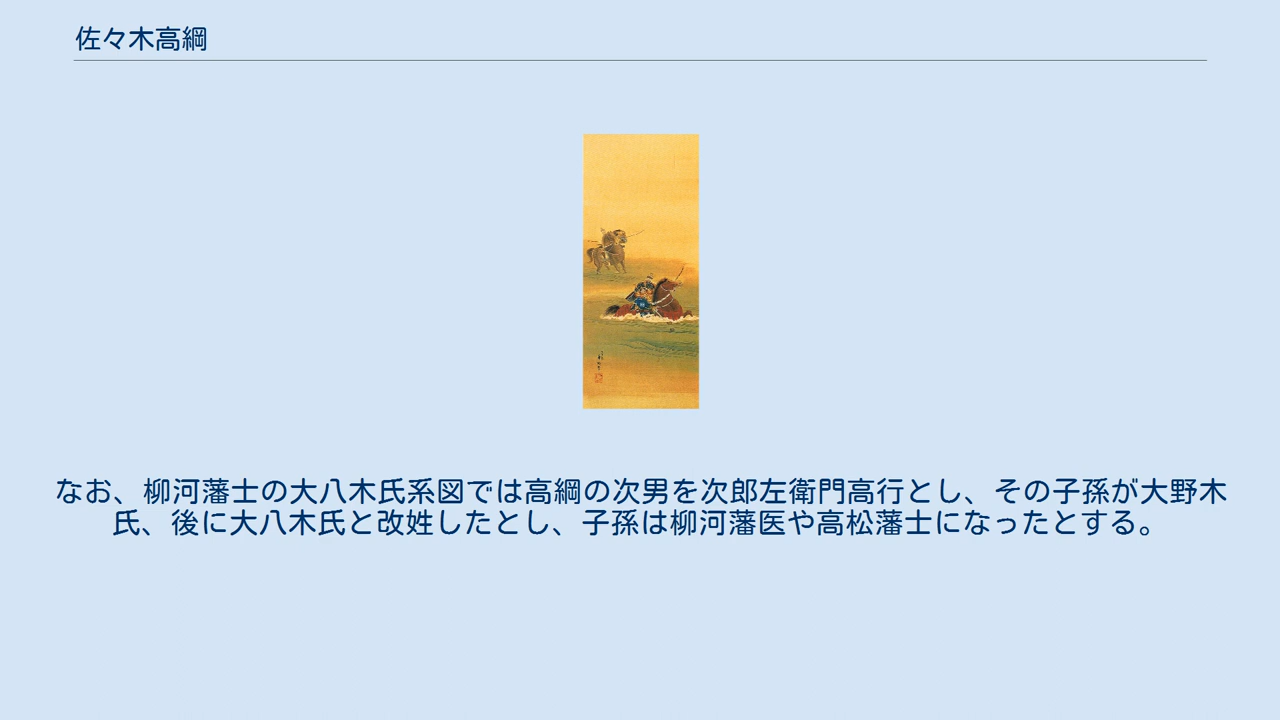 佐々木高綱
なお、柳河藩士の大八木氏系図では高綱の次男を次郎左衛門高行とし、その子孫が大野木
氏、後に大八木氏と改姓したとし、子孫は柳河藩医や高松藩士になったとする。